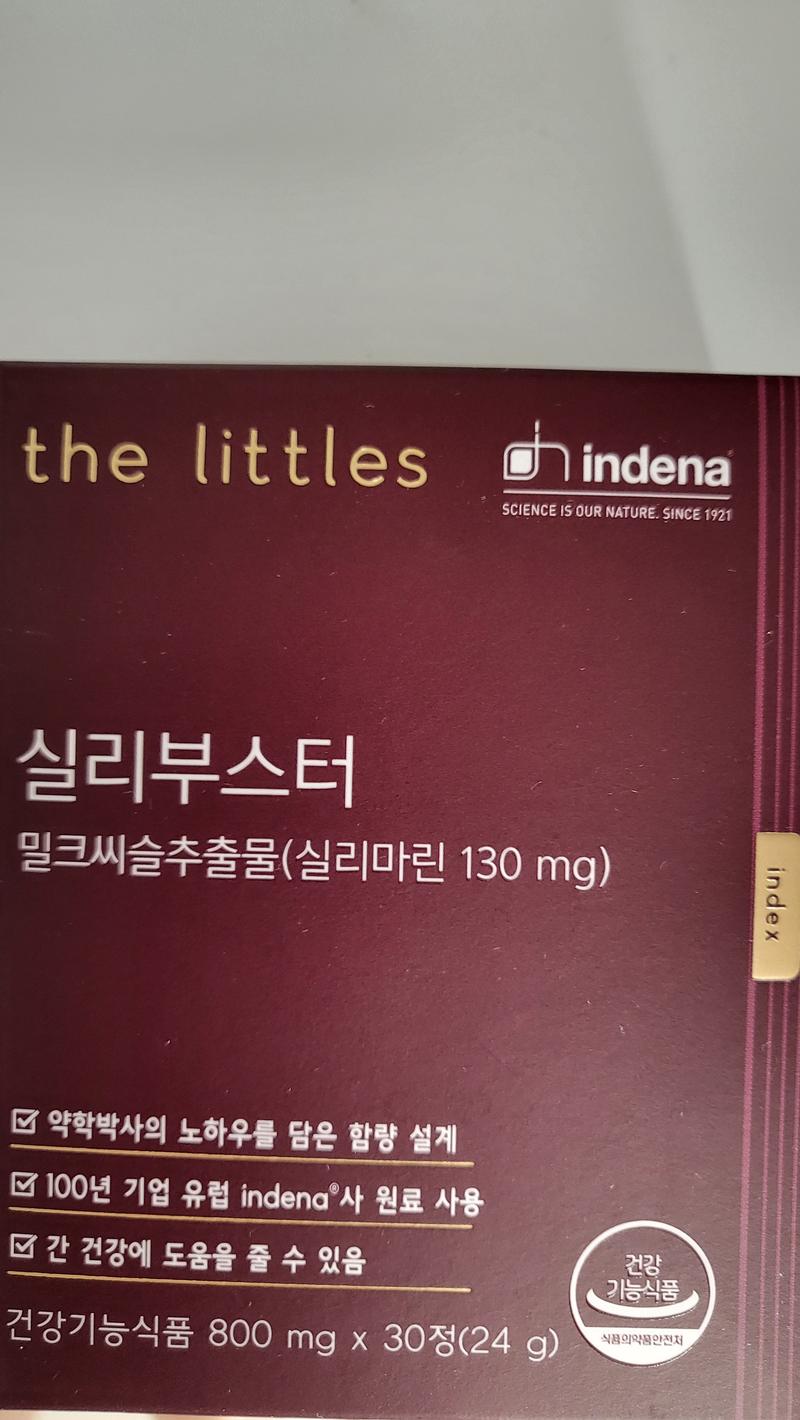 the littles
indena
SCIENCE IS OUR NATURE. SINCE 1921
실리부스터
밀크씨슬추출물(실리마린 130 mg)
index
약학박사의 노하우를 담은 함량 설계
100년 기업 유럽 indena®사 원료 사용
간 건강에 도움을 줄 수 있음
건강기능식품 800 mg x 30정(24 g)
건강
기능식품
식품의약품안전처